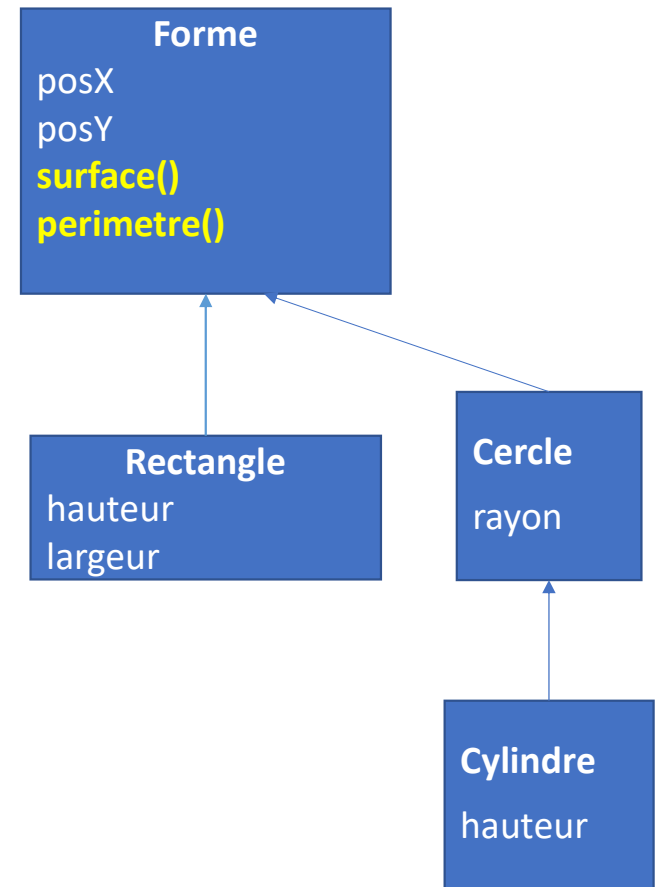 Forme
posX
posY
surface()
perimetre()
Rectangle
hauteur
largeur
Cercle
rayon
Cylindre
hauteur